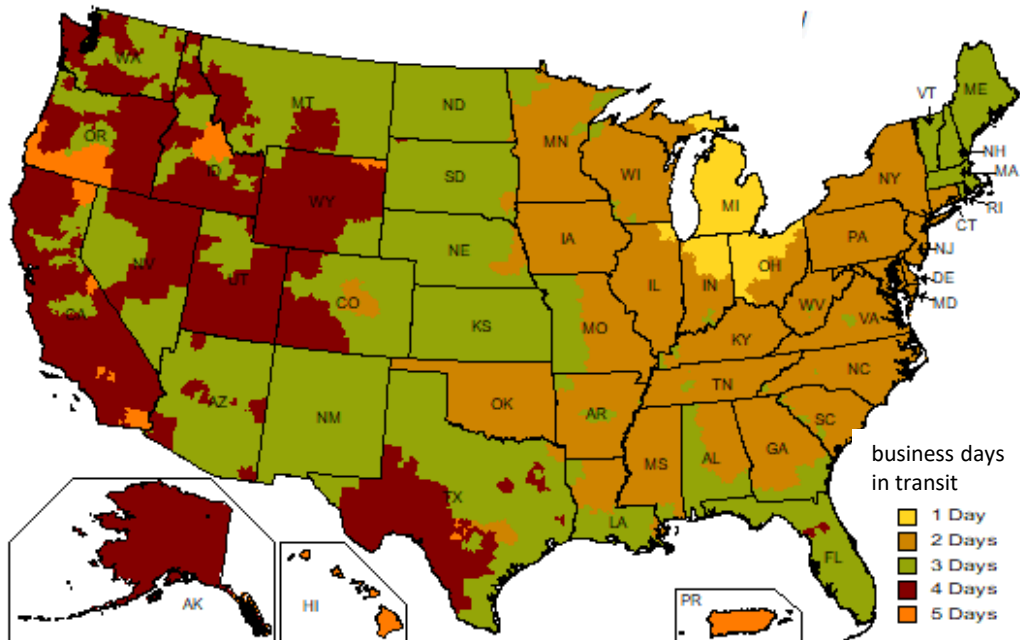 WA
MT
ND
MN
VT
ME
OR
ID
WY
SD
WI
MI
NY
NH
MA
RI
CT
NV
UT
CA
CO
NE
KS
IA
IL
IN
OH
PA
NJ
DE
MD
WV
VA
MO
KY
AZ
NM
OK
AR
TN
NC
SC
MS
AL
GA
TX
LA
FL
AK
HI
PR
business days
in transit
1 Day
2 Days
3 Days
4 Days
5 Days